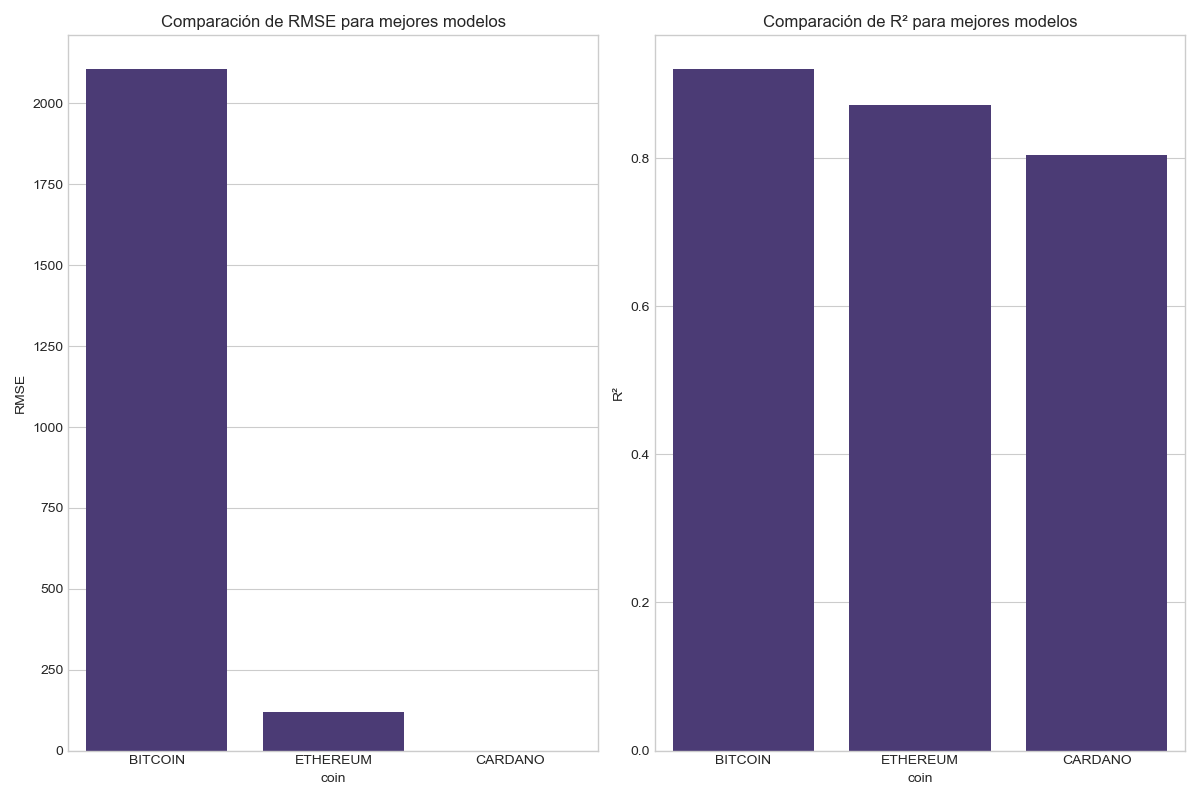 Comparación de RMSE para mejores modelos
2000
1750
1500
1250
1000
750
500
250
0
RMSE
BITCOIN ETHEREUM CARDANO
coin
Comparación de R² para mejores modelos
0.8
0.6
0.4
0.2
0.0
R²
BITCOIN ETHEREUM CARDANO
coin